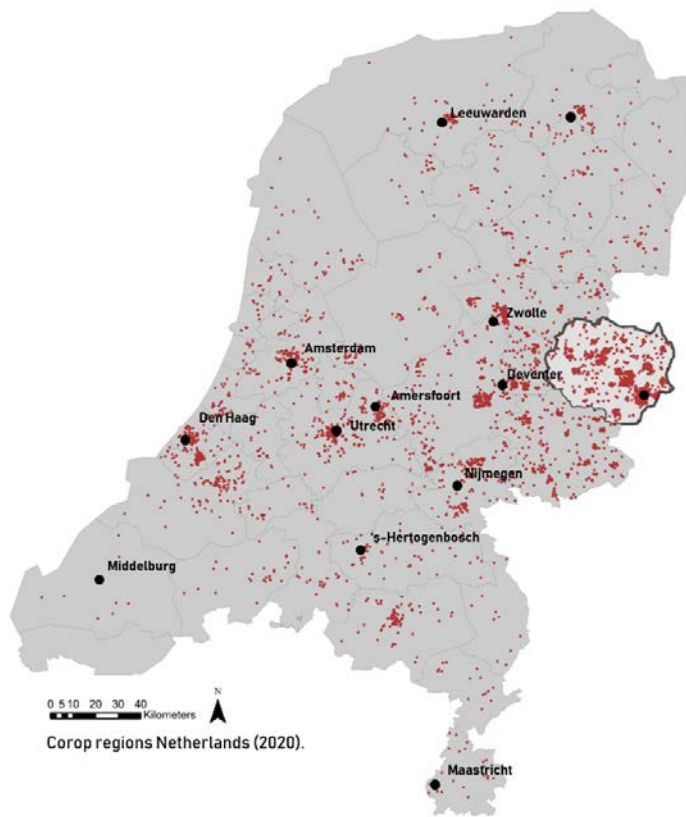 Leeuwarden
Zwolle
Amsterdam
Deventer
Amersfoort
Den Haag
Utrecht
Nijmegen
's-Hertogenbosch
Middelburg
N
0 5 10 20 30 40
Kilometers
Corop regions Netherlands (2020).
Maastricht